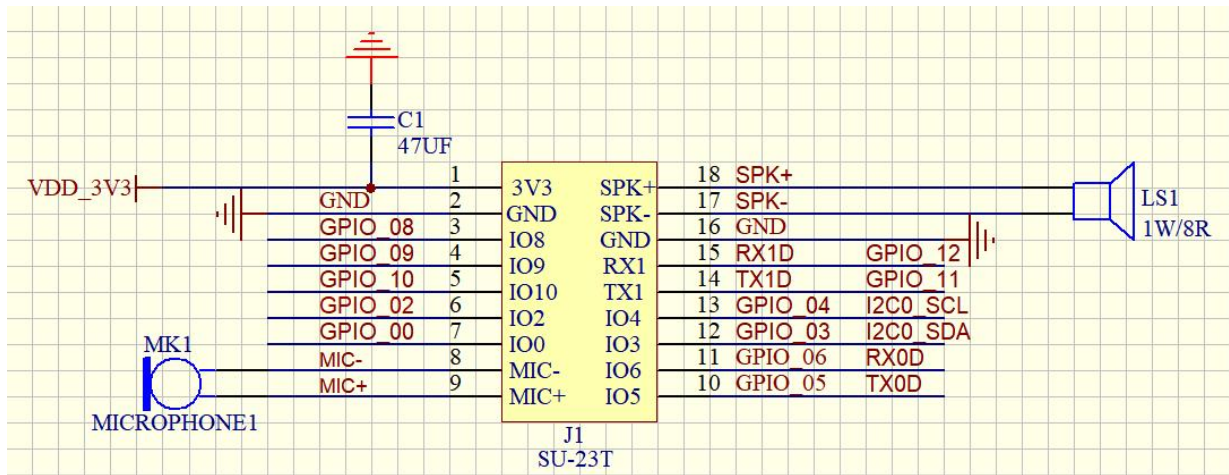 C1
47UF
VDD_3V3
1 3V3 SPK+ 18 SPK+
GND 2 GND SPK- 17 SPK-
LS1
1W/8R
GPIO_08 3 IO8 GND 16 GND
GPIO_09 4 IO9 RX1 15 RX1D GPIO_12
GPIO_10 5 IO10 TX1 14 TX1D GPIO_11
GPIO_02 6 IO2 IO4 13 GPIO_04 I2C0_SCL
GPIO_00 7 IO0 IO3 12 GPIO_03 I2C0_SDA
MK1
MIC- 8 MIC- IO6 11 GPIO_06 RX0D
MIC+ 9 MIC+ IO5 10 GPIO_05 TX0D
MICROPHONE1
J1
SU-23T